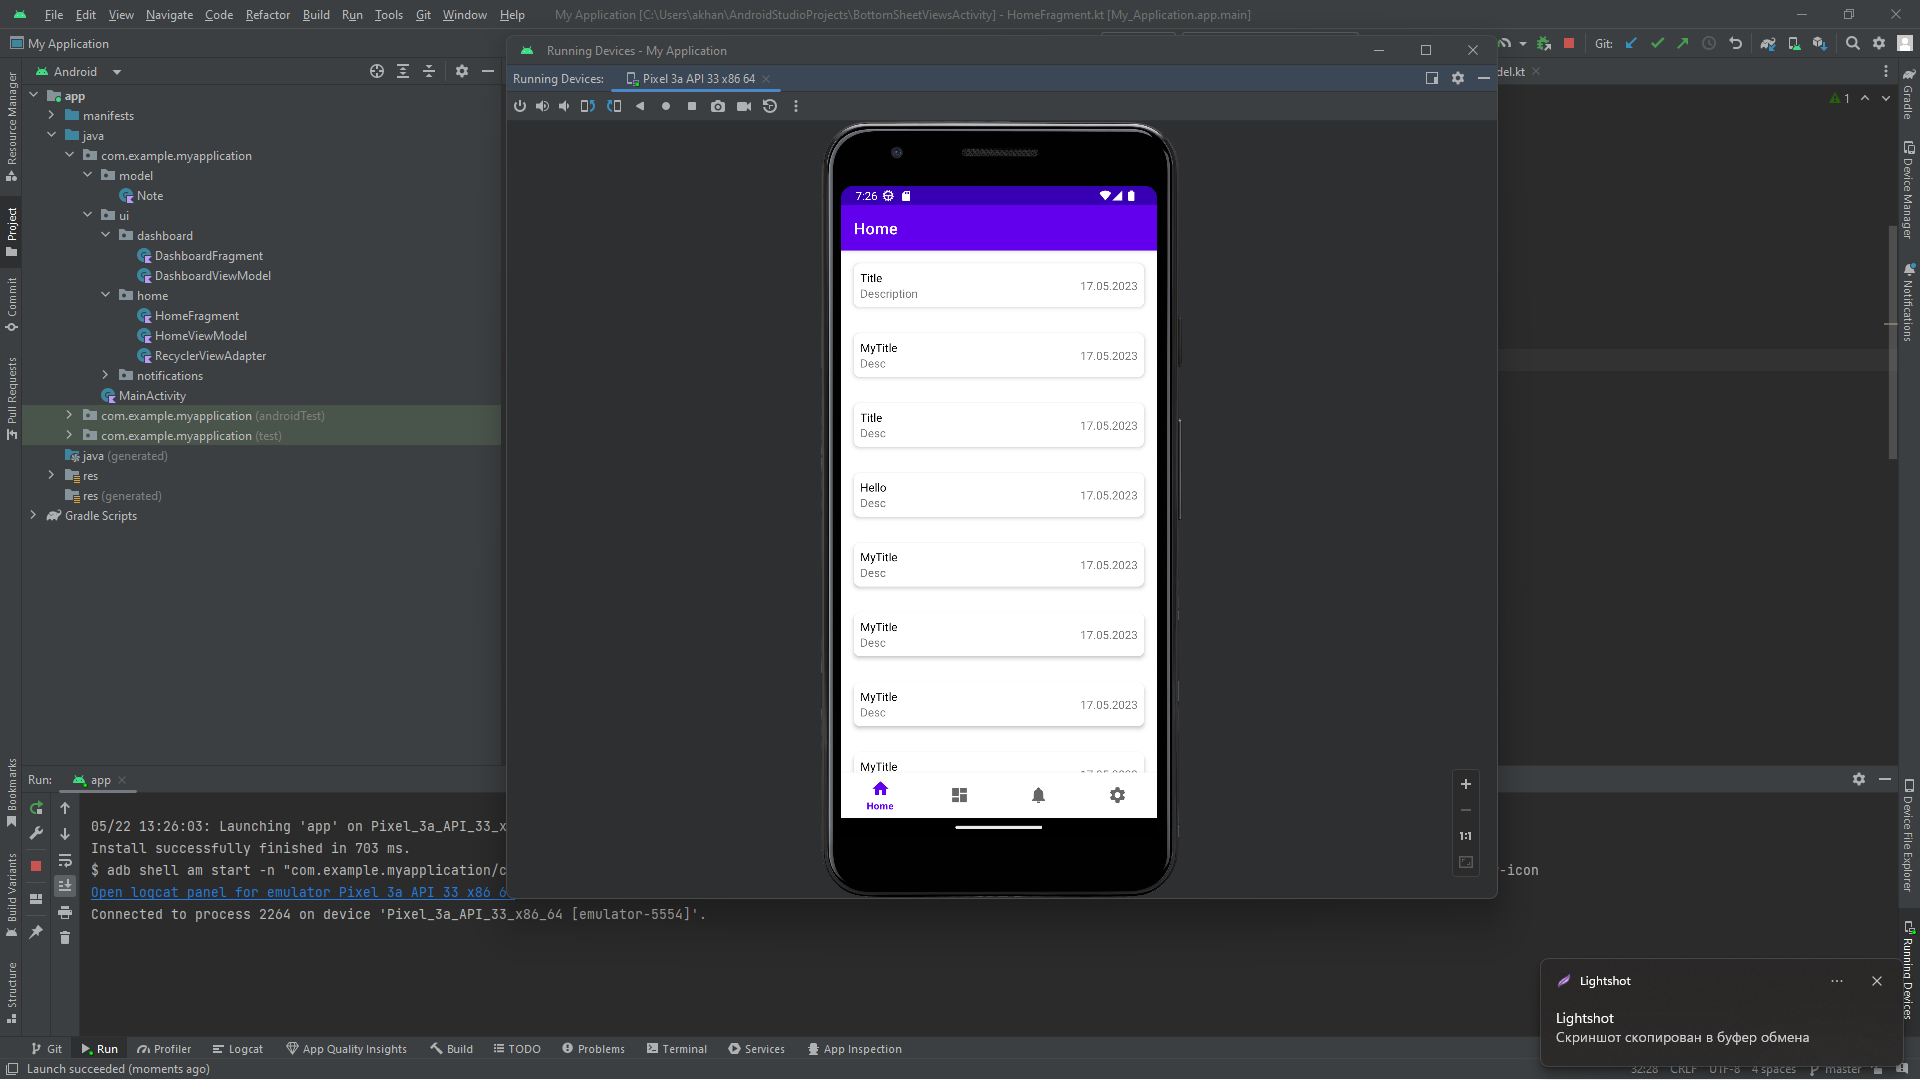 File Edit View Navigate Code Refactor Build Run Tools Git Window Help My Application [C:\Users\akhan\AndroidStudioProjects\BottomSheetViewsActivity] - HomeFragment.kt [My_Application.app.main]
My Application
Git:
Running Devices - My Application
Running Devices: Pixel 3a API 33 x86 64
del.kt
1
Android
app
manifests
java
com.example.myapplication
model
Note
ui
dashboard
DashboardFragment
DashboardViewModel
home
HomeFragment
HomeViewModel
RecyclerViewAdapter
notifications
MainActivity
com.example.myapplication (androidTest)
com.example.myapplication (test)
java (generated)
res
res (generated)
Gradle Scripts
Resource Manager
Project
Commit
Pull Requests
Bookmarks
Build Variants
Structure
7:26
Home
Title
Description
17.05.2023
MyTitle
Desc
17.05.2023
Title
Desc
17.05.2023
Hello
Desc
17.05.2023
MyTitle
Desc
17.05.2023
MyTitle
Desc
17.05.2023
MyTitle
Desc
17.05.2023
MyTitle
Home
1:1
Gradle
Device Manager
Notifications
Device File Explorer
Running Devices
Run: app
05/22 13:26:03: Launching 'app' on Pixel_3a_API_33_x
Install successfully finished in 703 ms.
$ adb shell am start -n "com.example.myapplication/c
-icon
Open logcat panel for emulator Pixel 3a API 33 x86 6
Connected to process 2264 on device 'Pixel_3a_API_33_x86_64 [emulator-5554]'.
Lightshot
Lightshot
Скриншот скопирован в буфер обмена
Git Run Profiler Logcat App Quality Insights Build TODO Problems Terminal Services App Inspection
Launch succeeded (moments ago)
32:28 CRLF UTF-8 4 spaces master